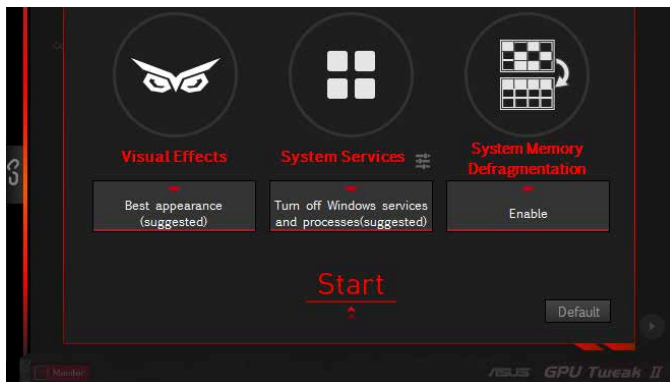 Visual Effects
System Services
System Memory
Defragmentation
Best appearance
(suggested)
Turn off Windows services
and processes(suggested)
Enable
Start
Default
Monitor
ASUS GPU Tweak II